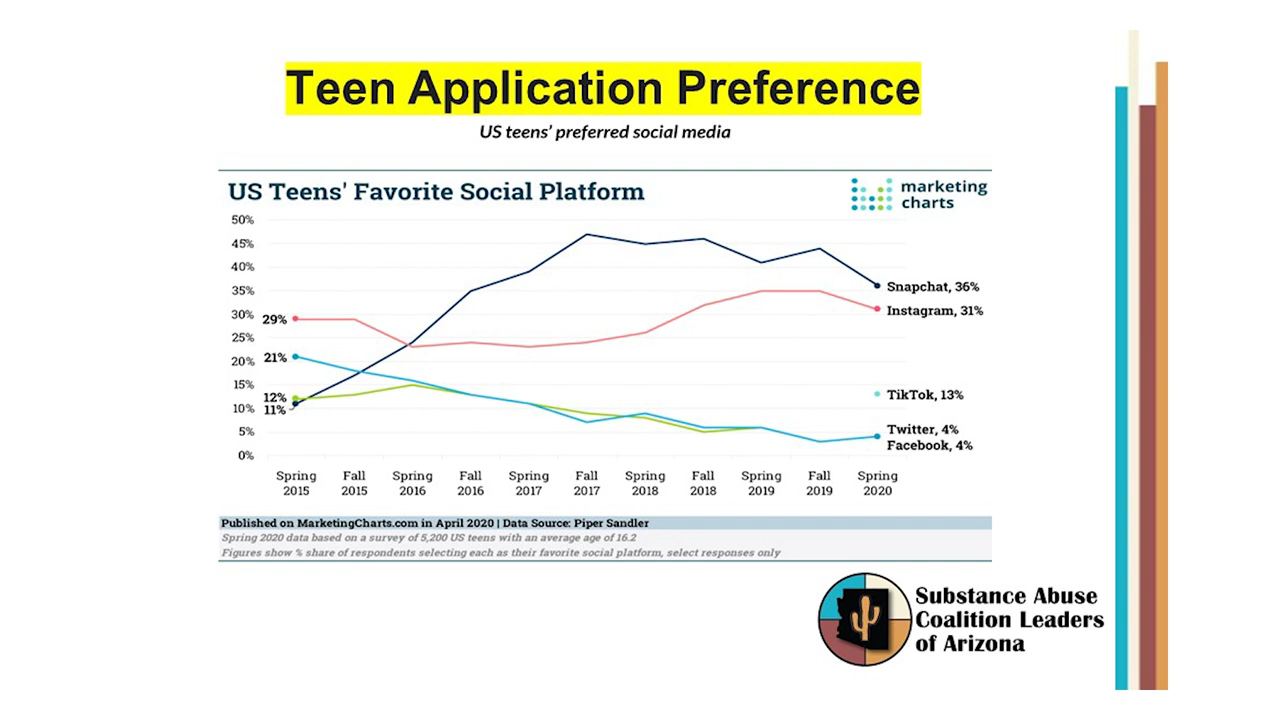 Teen Application Preference
US teens’ preferred social media
US Teens' Favorite Social Platform
marketing
charts
50%
45%
40%
35%
30%
25%
20%
15%
10%
5%
0%
29%
21%
12%
11%
Snapchat, 36%
Instagram, 31%
TikTok, 13%
Twitter, 4%
Facebook, 4%
Spring Fall Spring Fall Spring Fall Spring Fall Spring Fall Spring
2015 2015 2016 2016 2017 2017 2018 2018 2019 2019 2020
Published on MarketingCharts.com in April 2020 | Data Source: Piper Sandler
Spring 2020 data based on a survey of 5,200 US teens with an average age of 16.2
Figures show % share of respondents selecting each as their favorite social platform, select responses only
Substance Abuse
Coalition Leaders
of Arizona